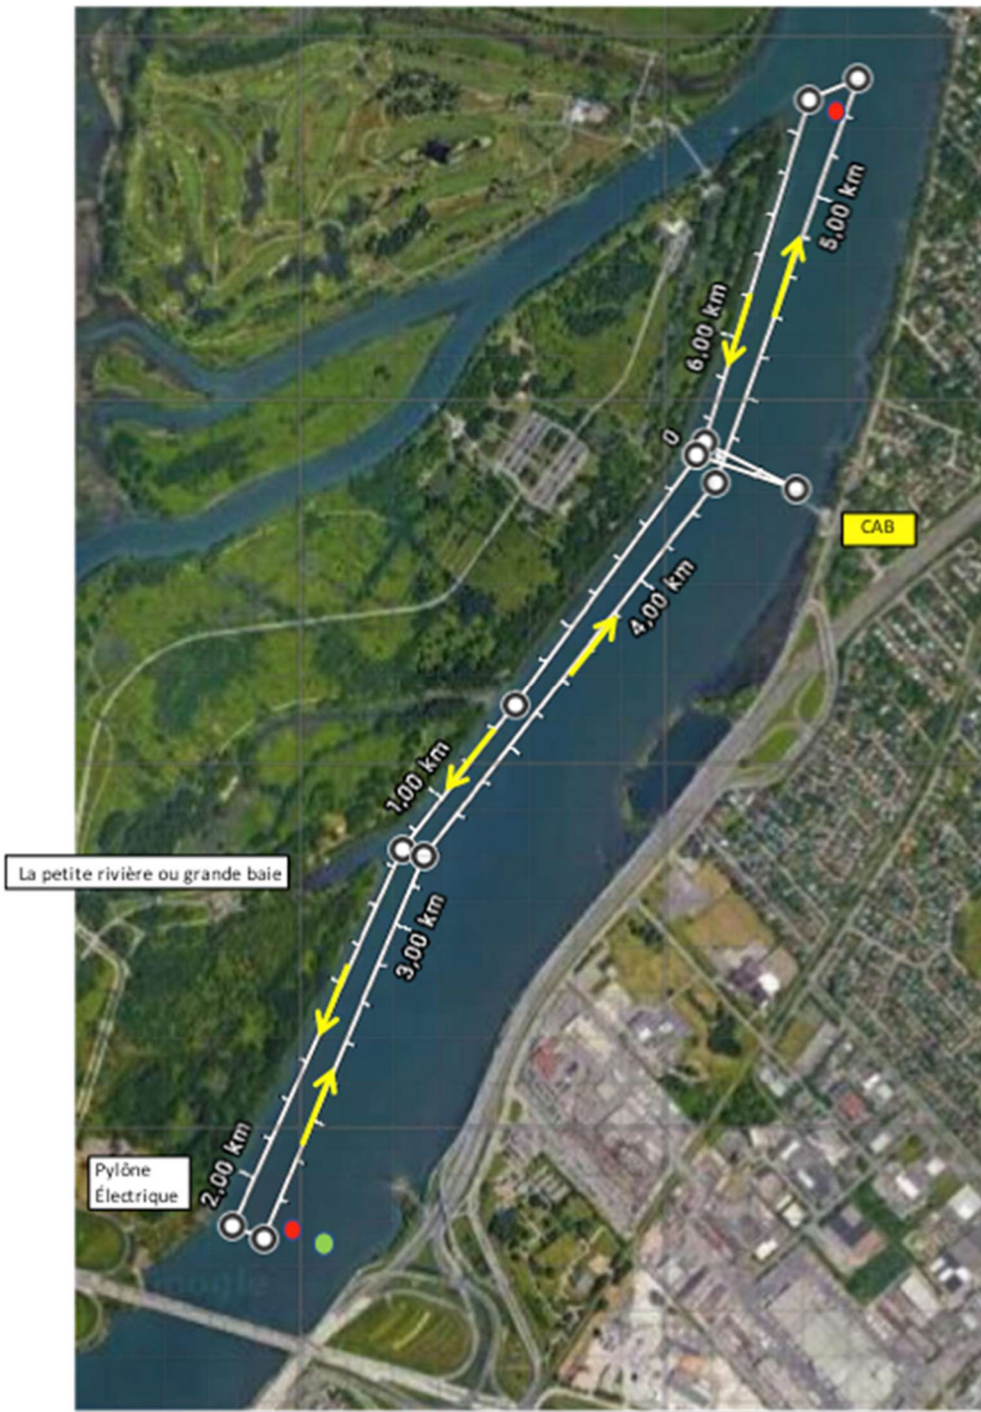 5,00 km
6,00 km
0
CAB
4,00 km
1,00 km
La petite rivière ou grande baie
3,00 km
2,00 km
Pylône
Électrique